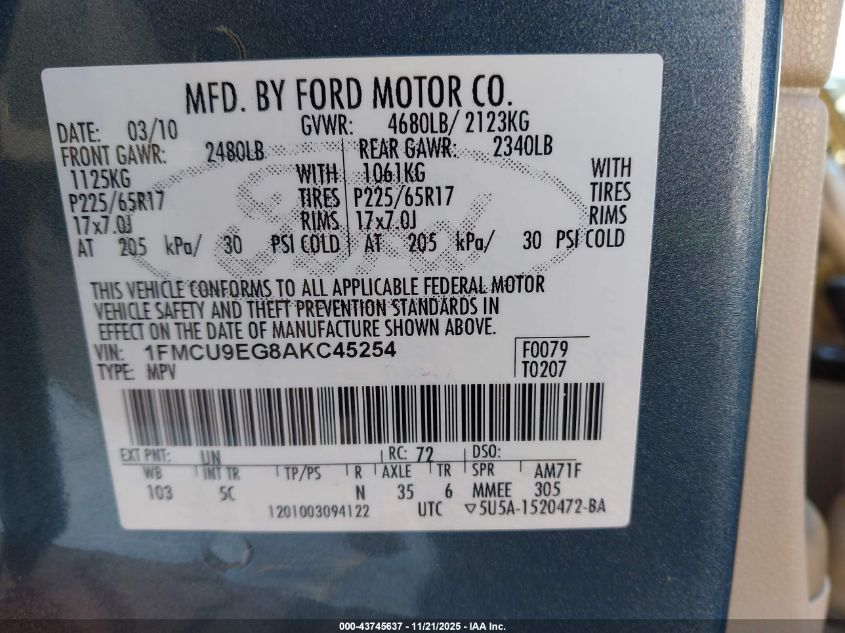 MFD. BY FORD MOTOR CO.
DATE: 03/10 GVWR: 4680LB/ 2123KG
FRONT GAWR: 2480LB REAR GAWR: 2340LB
1125KG WITH 1061KG WITH
P225/65R17 TIRES P225/65R17 TIRES
17x7.0J RIMS 17x7.0J RIMS
AT 205 kPa/ 30 PSI COLD AT 205 kPa/ 30 PSI COLD
Ford
THIS VEHICLE CONFORMS TO ALL APPLICABLE FEDERAL MOTOR
VEHICLE SAFETY AND THEFT PREVENTION STANDARDS IN
EFFECT ON THE DATE OF MANUFACTURE SHOWN ABOVE.
VIN: 1FMCU9EG8AKC45254 F0079
TYPE: MPV T0207
EXT PNT: UN RC: 72 DSO:
WB INT TR TP/PS R AXLE TR SPR AM71F
103 5C N 35 6 MMEE 305
1201003094122 UTC ▽5U5A-1520472-BA
000-43745637 - 11/21/2025 - IAA Inc.